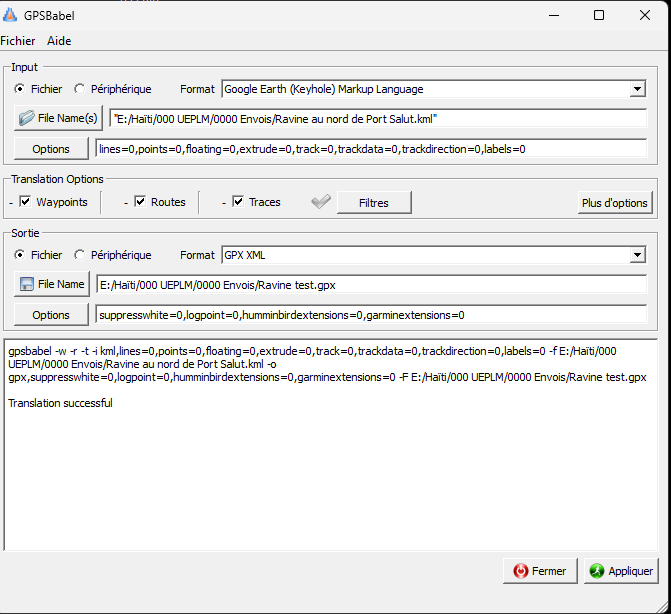 GPSBabel
Fichier Aide
Input
Fichier Périphérique Format Google Earth (Keyhole) Markup Language
File Name(s) "E:/Haïti/000 UEPLM/0000 Envois/Ravine au nord de Port Salut.kml"
Options lines=0,points=0,floating=0,extrude=0,track=0,trackdata=0,trackdirection=0,labels=0
Translation Options
- Waypoints - Routes - Traces Filtres Plus d'options
Sortie
Fichier Périphérique Format GPX XML
File Name E:/Haïti/000 UEPLM/0000 Envois/Ravine test.gpx
Options suppresswhite=0,logpoint=0,humminbirdextensions=0,garminextensions=0
gpsbabel -w -r -t -i kml,lines=0,points=0,floating=0,extrude=0,track=0,trackdata=0,trackdirection=0,labels=0 -f E:/Haïti/000
UEPLM/0000 Envois/Ravine au nord de Port Salut.kml -o
gpx,suppresswhite=0,logpoint=0,humminbirdextensions=0,garminextensions=0 -F E:/Haïti/000 UEPLM/0000 Envois/Ravine test.gpx
Translation successful
Fermer Appliquer